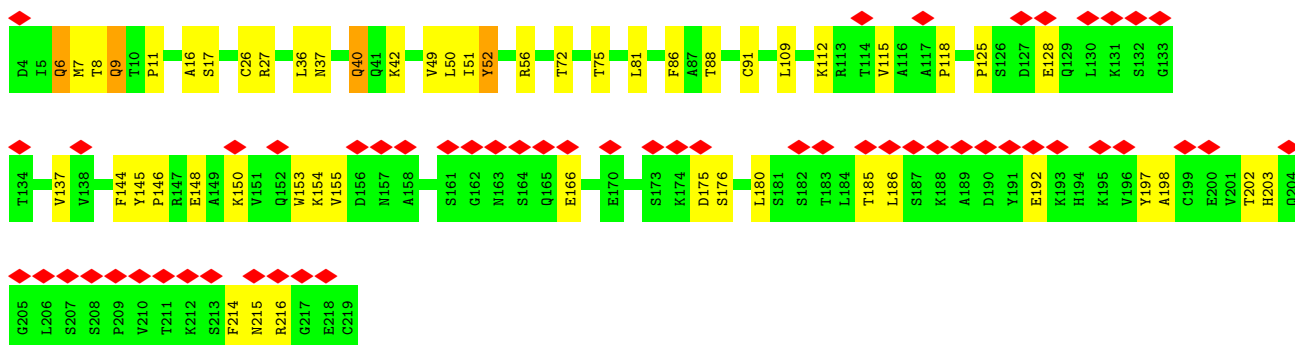 D4 I5 Q6 M7 T8 Q9 T10 P11 A16 S17 C26 R27 L36 N37 Q40 Q41 K42 V49 L50 I51 Y52 R56 T72 T75 L81 F86 A87 T88 C91 L109 K112 R113 T114 V115 A116 A117 P118 P125 S126 D127 E128 Q129 L130 K131 S132 G133
T134 V137 V138 F144 Y145 P146 R147 E148 A149 K150 V151 Q152 W153 K154 V155 D156 N157 A158 S161 G162 N163 S164 Q165 E166 E170 S173 K174 D175 S176 L180 S181 S182 T183 L184 T185 L186 S187 K188 A189 D190 Y191 E192 K193 H194 K195 V196 Y197 A198 C199 E200 V201 T202 H203 Q204
G205 L206 S207 S208 P209 V210 T211 K212 S213 F214 N215 R216 G217 E218 C219